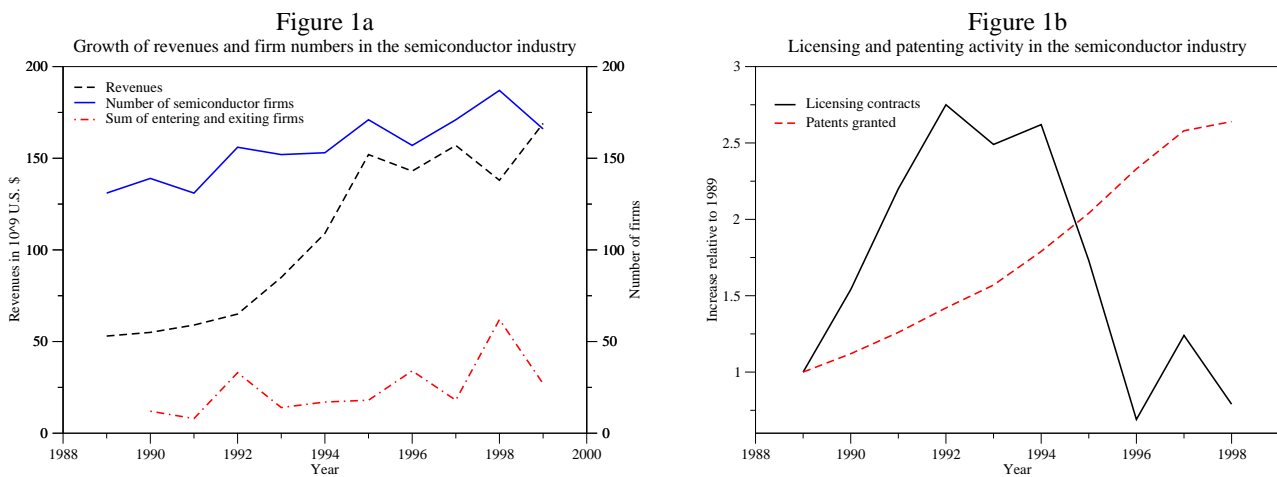 Figure 1a
Growth of revenues and firm numbers in the semiconductor industry
200
150
100
50
0
200
150
100
50
0
Revenues in 10^9 U.S. $
Number of firms
Revenues
Number of semiconductor firms
Sum of entering and exiting firms
1988
1990
1992
1994
1996
1998
2000
Year
Figure 1b
Licensing and patenting activity in the semiconductor industry
3
2.5
2
1.5
1
Increase relative to 1989
Licensing contracts
Patents granted
1988
1990
1992
1994
1996
1998
Year